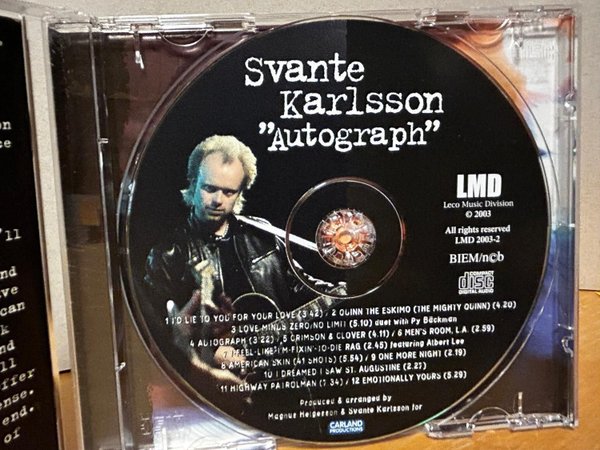 Svante
Karlsson
"Autograph"
LMD
Leco Music Division
© 2003
All rights reserved
LMD 2003-2
BIEM/n©b
COMPACT
disc
DIGITAL AUDIO
1 I'D LIE TO YOU FOR YOUR LOVE (3.42) / 2 QUINN THE ESKIMO (THE MIGHTY QUINN) (4.20)
3 LOVE MINUS ZERO/NO LIMIT (5.10) duet with Py Bäckman
4 AUTOGRAPH (3.22) / 5 CRIMSON & CLOVER (4.11) / 6 MEN'S ROOM, L.A. (2.59)
7 I-FEEL-LIKE-I'M-FIXIN'-TO-DIE RAG (2.45) featuring Albert Lee
8 AMERICAN SKIN (41 SHOTS) (5.54) / 9 ONE MORE NIGHT (2.19)
10 I DREAMED I SAW ST. AUGUSTINE (2.27)
11 HIGHWAY PATROLMAN (7.34) / 12 EMOTIONALLY YOURS (5.29)
Produced & arranged by
Magnus Helgerson & Svante Karlsson for
CARLAND
PRODUCTIONS
end.
of